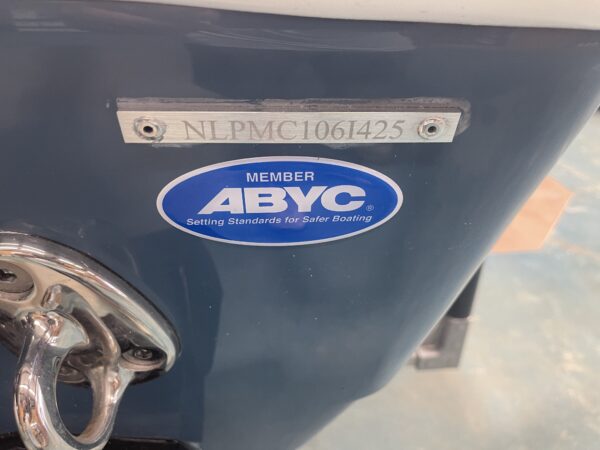 NLPMC106I425
MEMBER
ABYC®
Setting Standards for Safer Boating